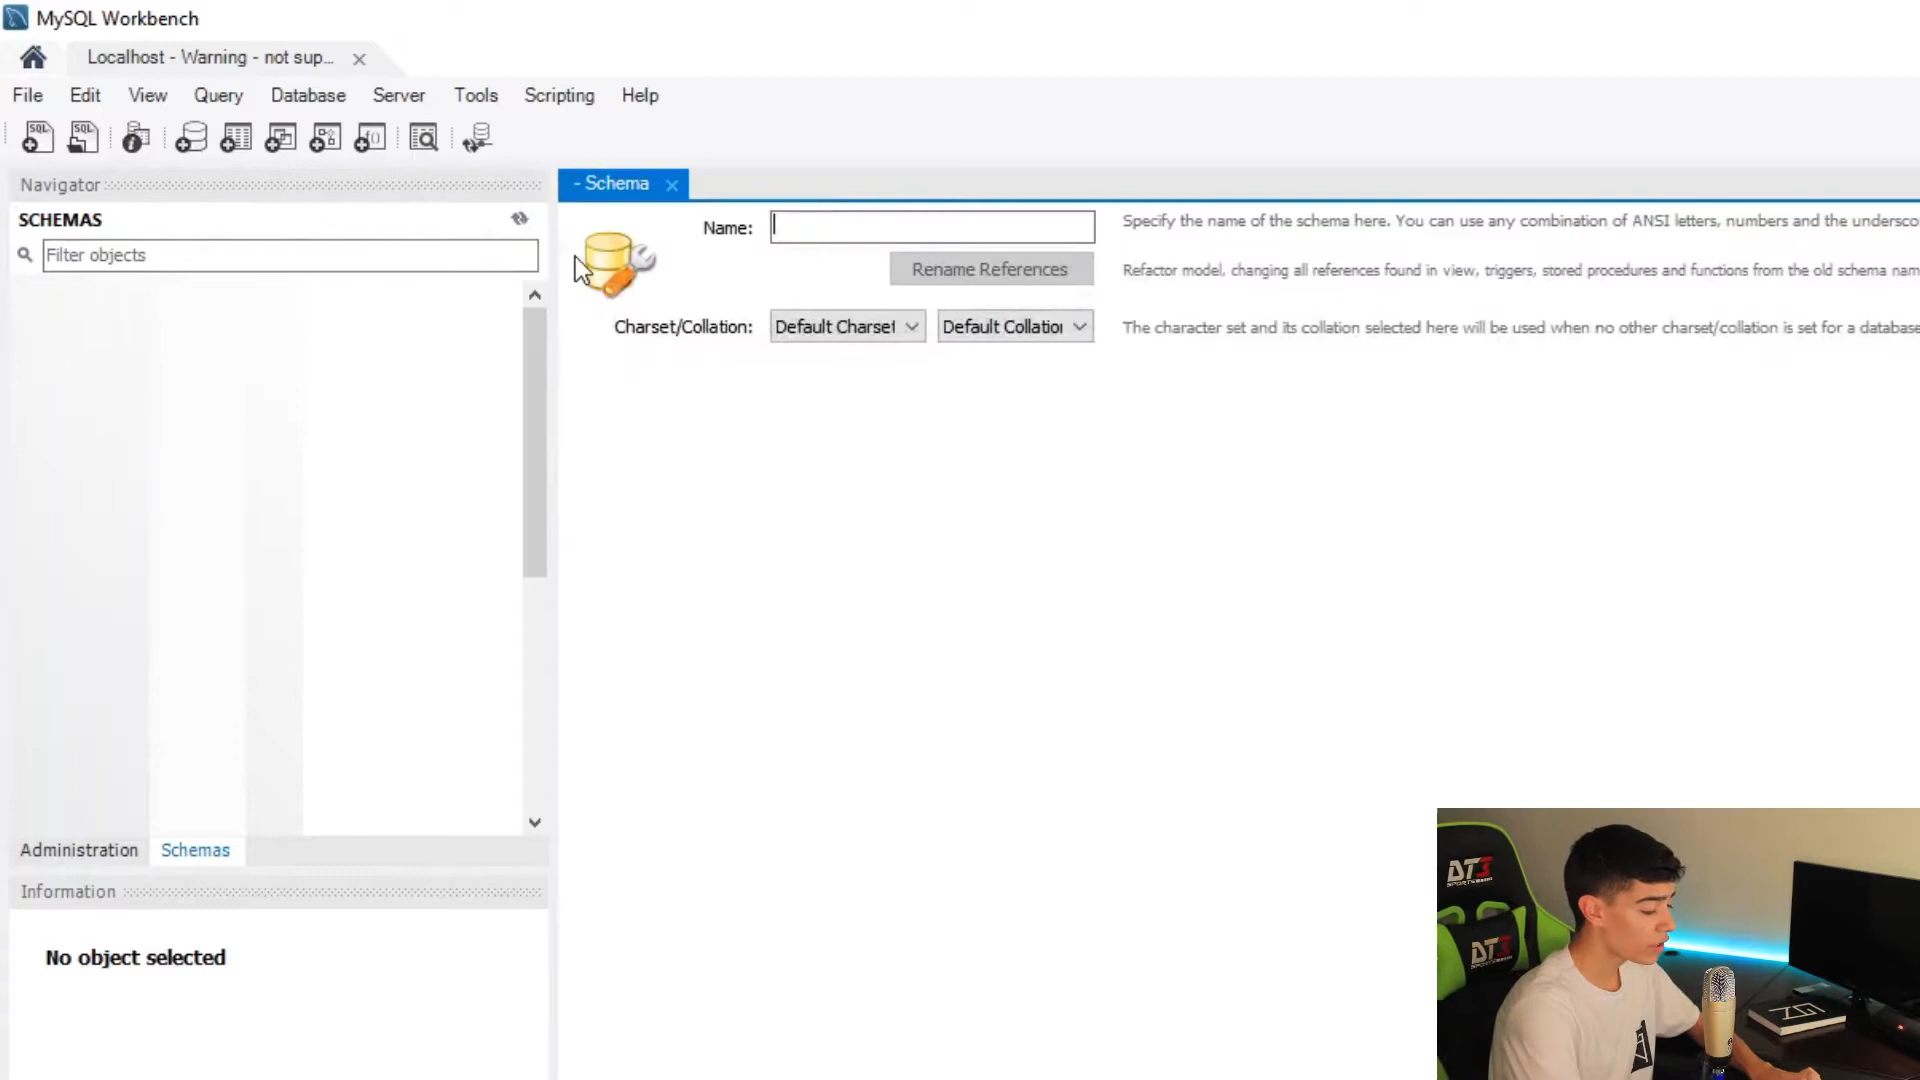 MySQL Workbench
Localhost - Warning - not sup...
File Edit View Query Database Server Tools Scripting Help
SQL SQL
Navigator
SCHEMAS
Filter objects
- Schema
Name:
Specify the name of the schema here. You can use any combination of ANSI letters, numbers and the
Rename References
Refactor model, changing all references found in view, triggers, stored procedures and functions from the old schema
Charset/Collation:
Default Charset
Default Collation
The character set and its collation selected here will be used when no other charset/collation is set for a database
Administration Schemas
Information
No object selected
DT3
SPORTS
DT3